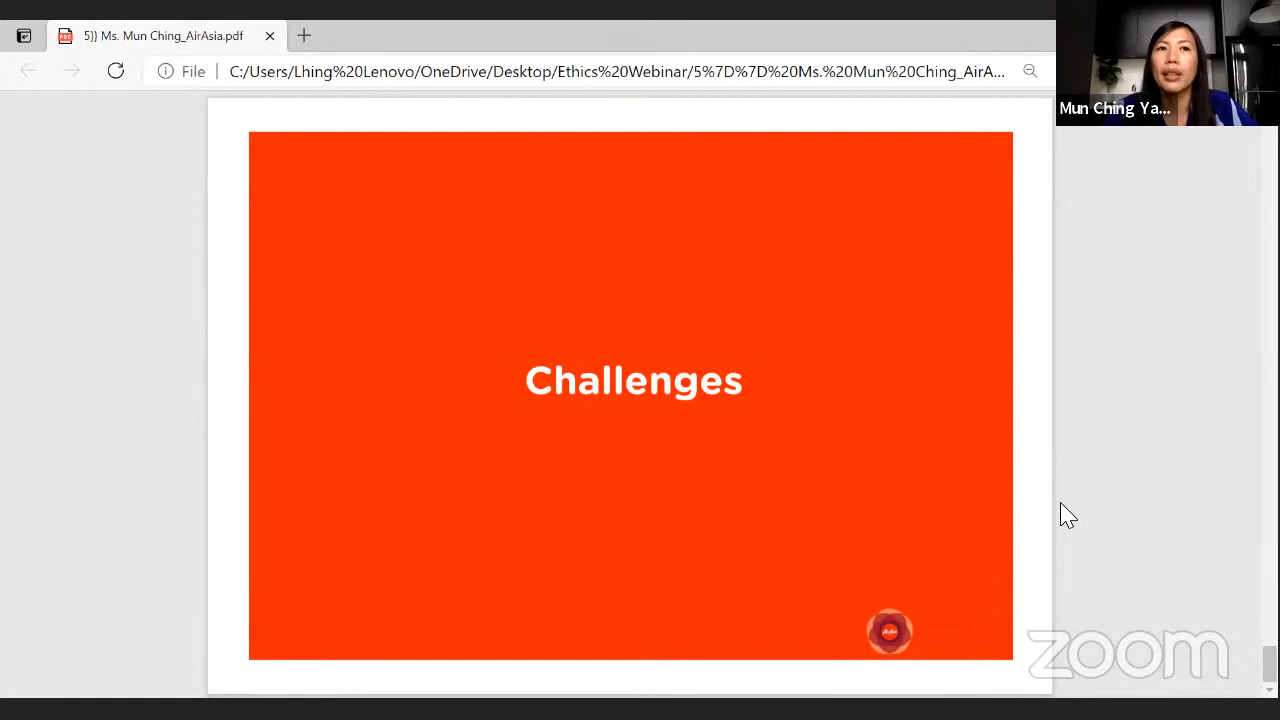 5}} Ms. Mun Ching_AirAsia.pdf
File
C:/Users/Lhing%20Lenovo/OneDrive/Desktop/Ethics%20Webinar/5%7D%7D%20Ms.%20Mun%20Ching_AirA...
Mun Ching Ya...
Challenges
AirAsia
zoom